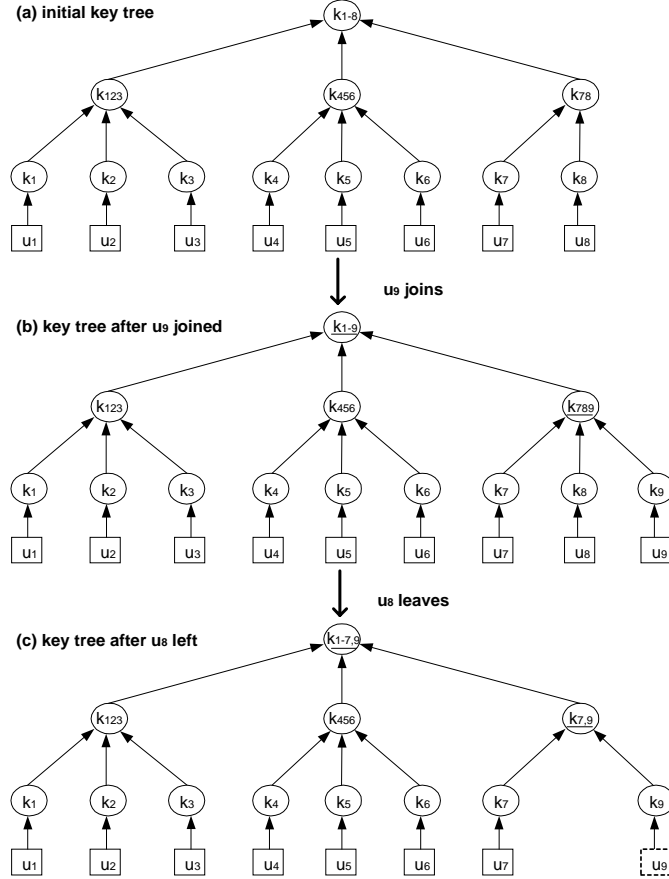 (a) initial key tree
k1-8
k123 k456 k78
k1 k2 k3 k4 k5 k6 k7 k8
u1 u2 u3 u4 u5 u6 u7 u8
u9 joins
(b) key tree after u9 joined
k1-9
k123 k456 k789
k1 k2 k3 k4 k5 k6 k7 k8 k9
u1 u2 u3 u4 u5 u6 u7 u8 u9
u8 leaves
(c) key tree after u8 left
k1-7,9
k123 k456 k7,9
k1 k2 k3 k4 k5 k6 k7 k9
u1 u2 u3 u4 u5 u6 u7 u9